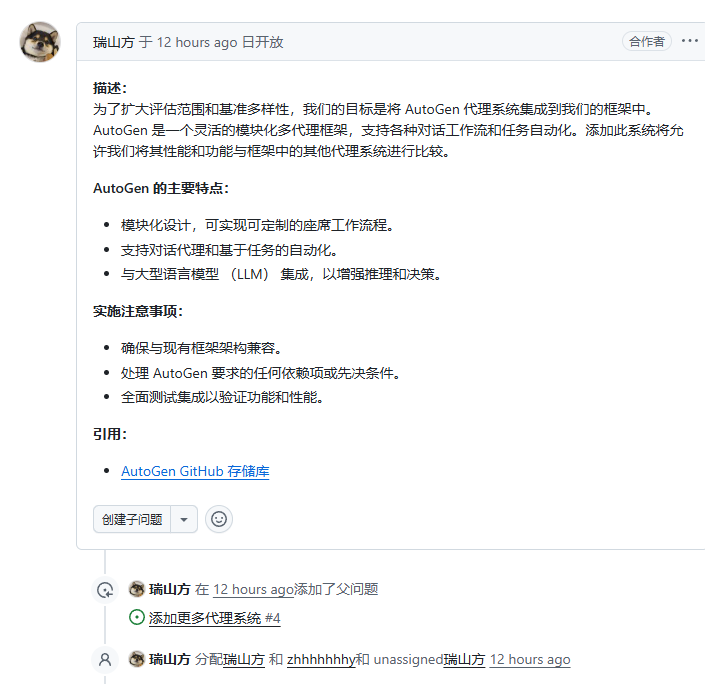 瑞山方 于 12 hours ago 日开放
合作者
描述：
为了扩大评估范围和基准多样性，我们的目标是将 AutoGen 代理系统集成到我们的框架中。
AutoGen 是一个灵活的模块化多代理框架，支持各种对话工作流和任务自动化。添加此系统将允
许我们将其性能和功能与框架中的其他代理系统进行比较。
AutoGen 的主要特点：
模块化设计，可实现可定制的座席工作流程。
支持对话代理和基于任务的自动化。
与大型语言模型 （LLM） 集成，以增强推理和决策。
实施注意事项：
确保与现有框架架构兼容。
处理 AutoGen 要求的任何依赖项或先决条件。
全面测试集成以验证功能和性能。
引用：
AutoGen GitHub 存储库
创建子问题
瑞山方 在 12 hours ago添加了父问题
添加更多代理系统 #4
瑞山方 分配瑞山方 和 zhhhhhhhy和 unassigned瑞山方 12 hours ago